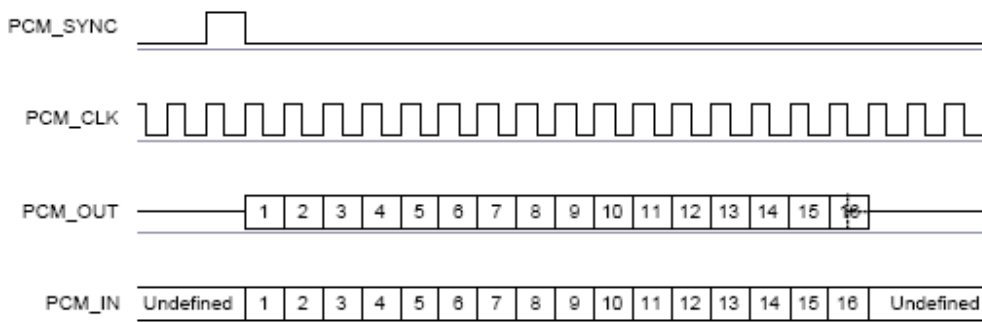 PCM_SYNC
PCM_CLK
PCM_OUT 1 2 3 4 5 6 7 8 9 10 11 12 13 14 15 16
PCM_IN Undefined 1 2 3 4 5 6 7 8 9 10 11 12 13 14 15 16 Undefined